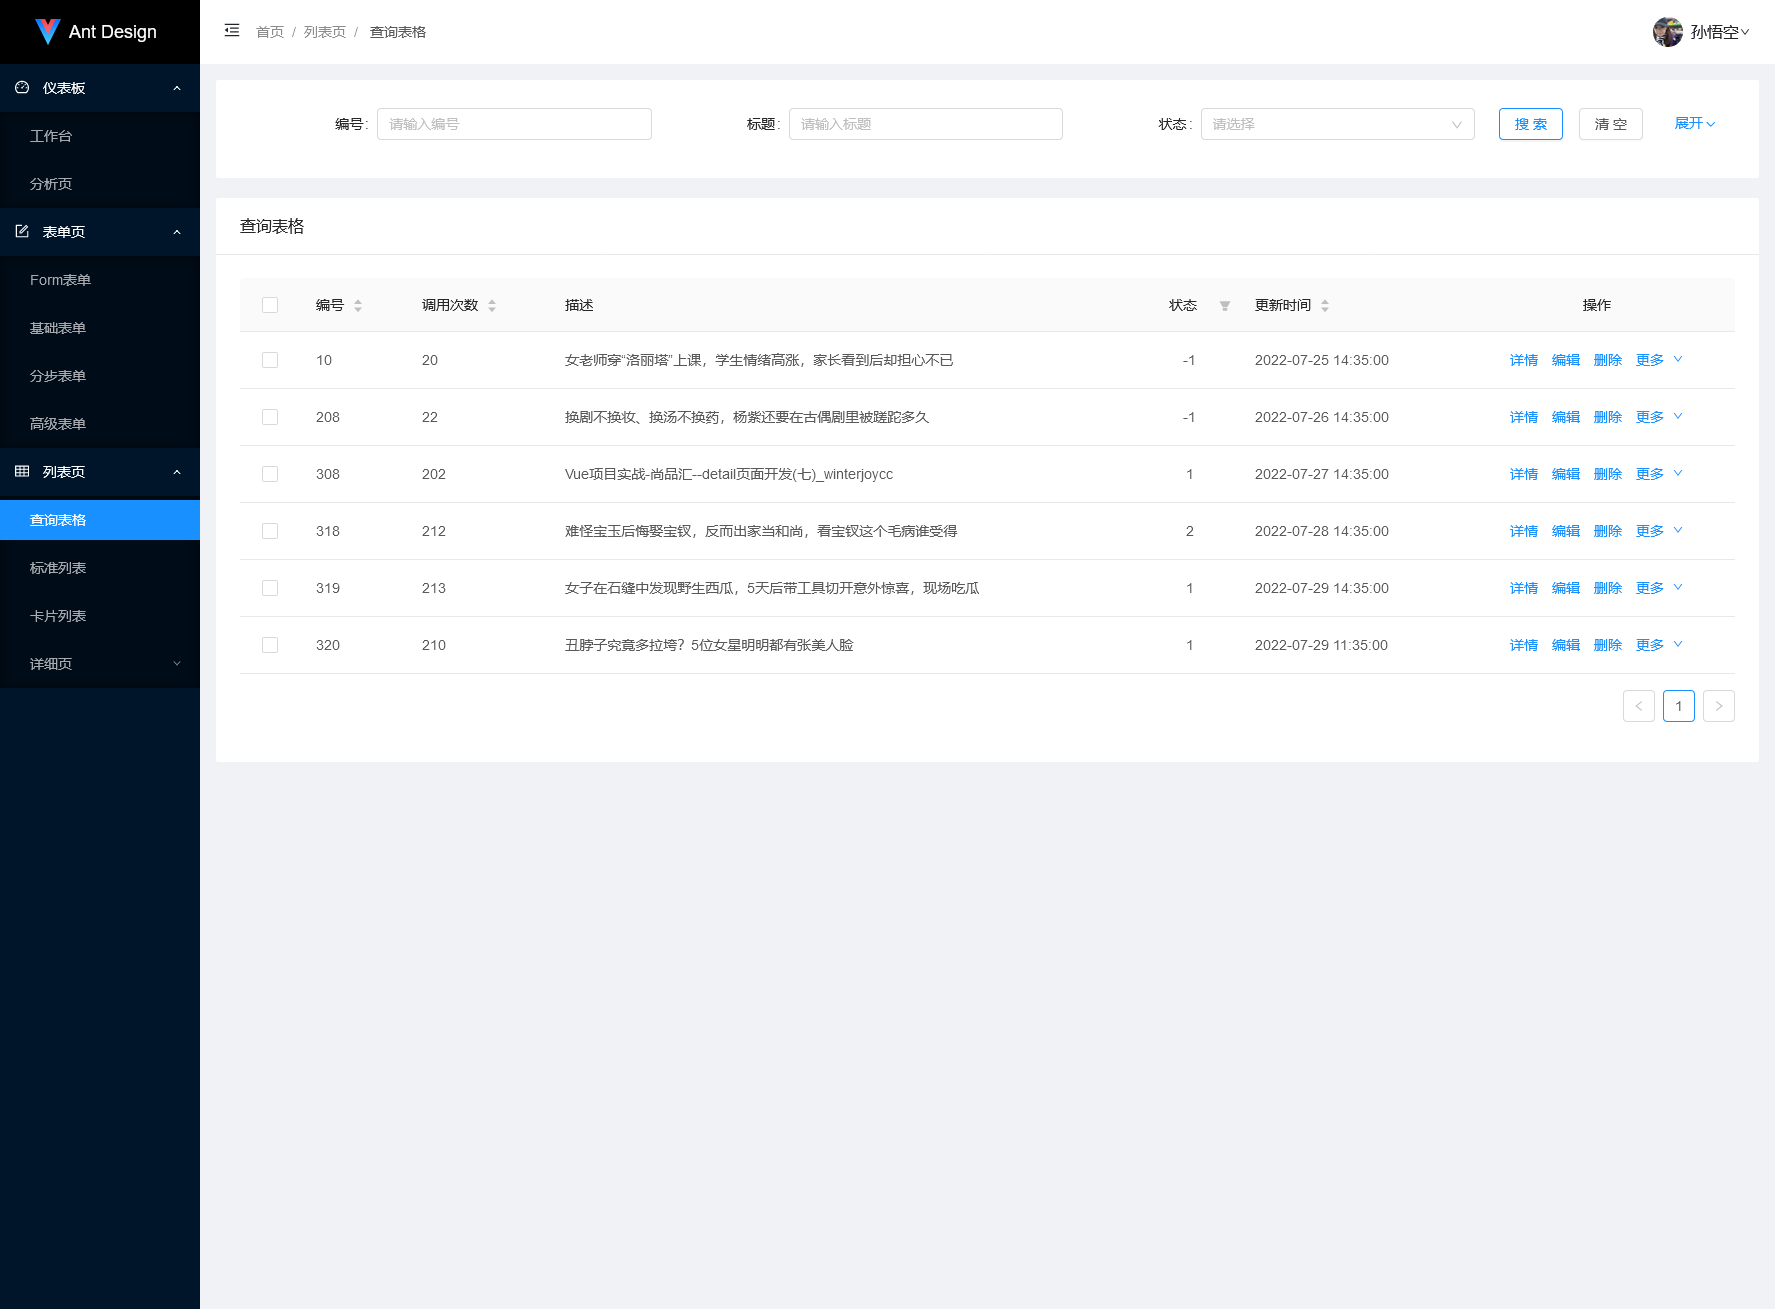 Ant Design
首页 / 列表页 / 查询表格
孙悟空
仪表板
工作台
分析页
表单页
Form表单
基础表单
分步表单
高级表单
列表页
查询表格
标准列表
卡片列表
详细页
编号: 请输入编号 标题: 请输入标题 状态: 请选择 搜 索 清 空 展开
查询表格
编号 调用次数 描述 状态 更新时间 操作
10 20 女老师穿“洛丽塔”上课，学生情绪高涨，家长看到后却担心不已 -1 2022-07-25 14:35:00 详情 编辑 删除 更多
208 22 换剧不换妆、换汤不换药，杨紫还要在古偶剧里被蹉跎多久 -1 2022-07-26 14:35:00 详情 编辑 删除 更多
308 202 Vue项目实战-尚品汇--detail页面开发(七)_winterjoycc 1 2022-07-27 14:35:00 详情 编辑 删除 更多
318 212 难怪宝玉后悔娶宝钗，反而出家当和尚，看宝钗这个毛病谁受得 2 2022-07-28 14:35:00 详情 编辑 删除 更多
319 213 女子在石缝中发现野生西瓜，5天后带工具切开意外惊喜，现场吃瓜 1 2022-07-29 14:35:00 详情 编辑 删除 更多
320 210 丑脖子究竟多拉垮？5位女星明明都有张美人脸 1 2022-07-29 11:35:00 详情 编辑 删除 更多
1